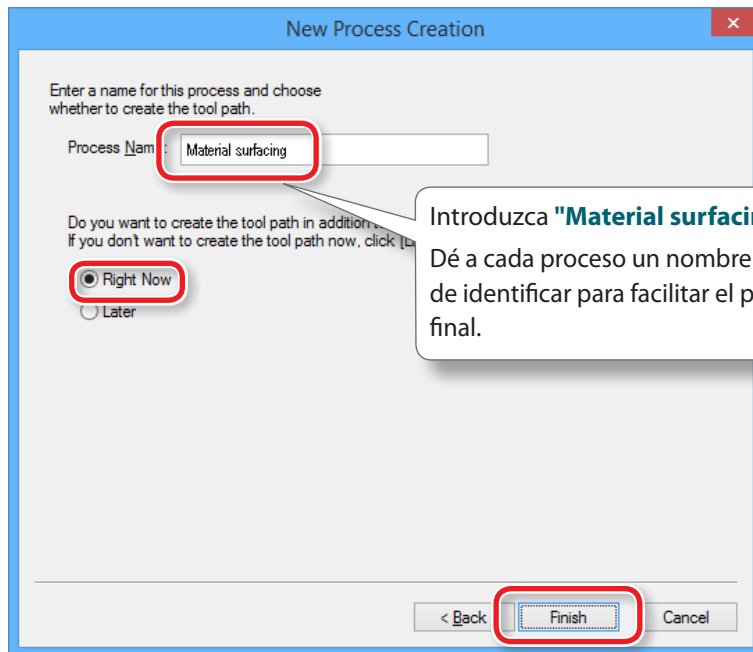 New Process Creation
Enter a name for this process and choose
whether to create the tool path.
Process Nam : Material surfacing
Introduzca "Material surfaci
Do you want to create the tool path in addition
If you don't want to create the tool path now, click
Dé a cada proceso un nombre
Right Now
de identificar para facilitar el p
Later
final.
< Back
Finish
Cancel